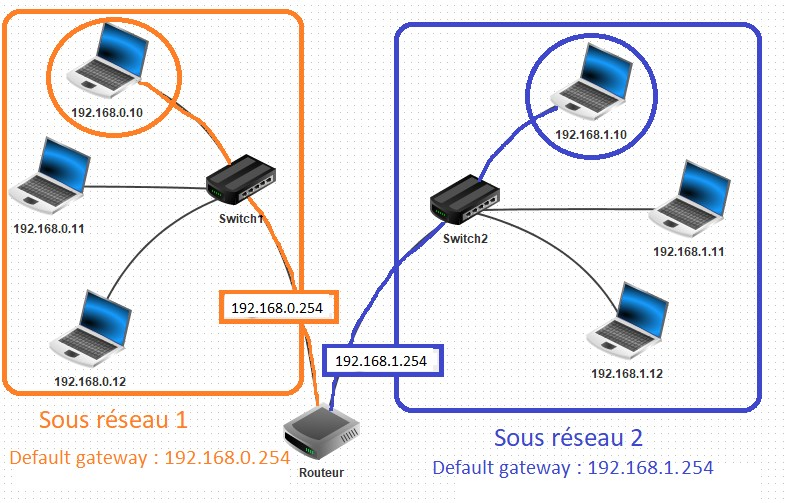 192.168.0.10
192.168.0.11
192.168.0.12
Switch1
192.168.0.254
Sous réseau 1
Default gateway : 192.168.0.254
Routeur
192.168.1.10
Switch2
192.168.1.11
192.168.1.12
192.168.1.254
Sous réseau 2
Default gateway : 192.168.1.254